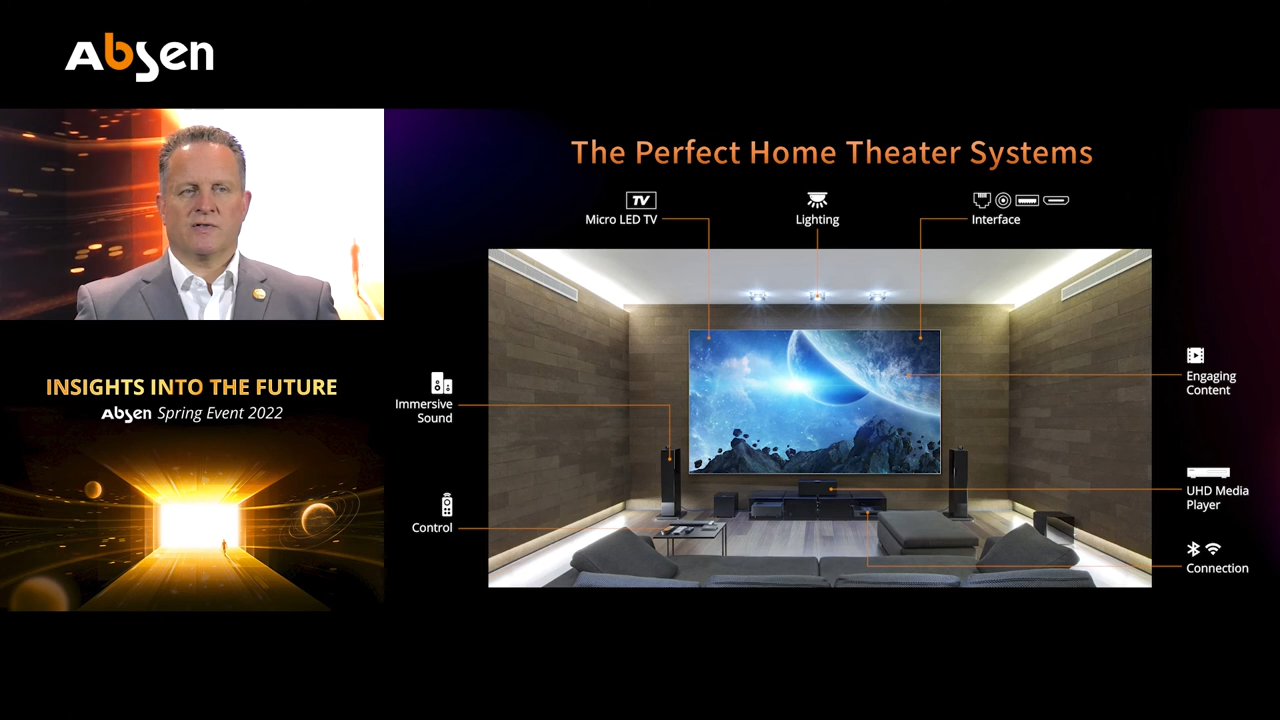 Absen
The Perfect Home Theater Systems
TV
Micro LED TV
Lighting
Interface
Immersive
Sound
Control
Engaging
Content
UHD Media
Player
Connection
INSIGHTS INTO THE FUTURE
Absen Spring Event 2022